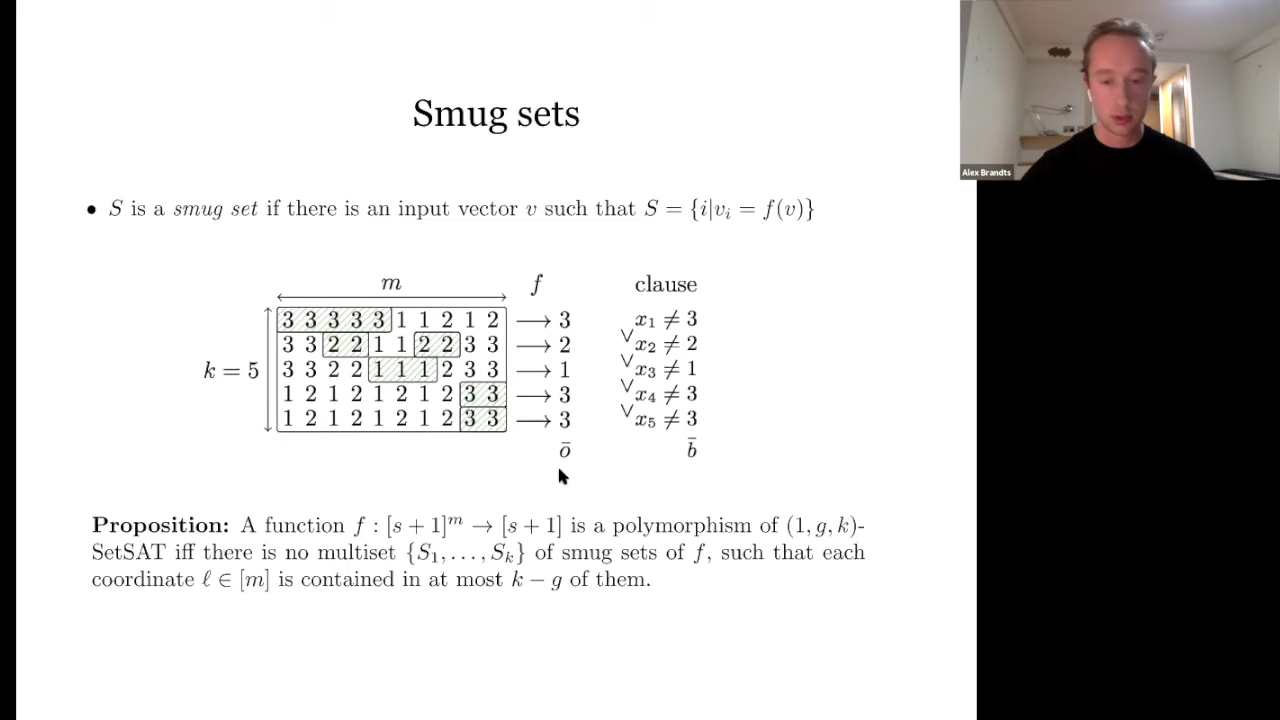 Smug sets
• S is a smug set if there is an input vector v such that S = {i|v_i = f(v)}
m f clause
3 3 3 3 3 1 1 2 1 2 ⟶ 3 x_1 ≠ 3
3 3 2 2 1 1 2 2 3 3 ⟶ 2 ∨ x_2 ≠ 2
k = 5 3 3 2 2 1 1 1 2 3 3 ⟶ 1 ∨ x_3 ≠ 1
1 2 1 2 1 2 1 2 3 3 ⟶ 3 ∨ x_4 ≠ 3
1 2 1 2 1 2 1 2 3 3 ⟶ 3 ∨ x_5 ≠ 3
ō b̄
Proposition: A function f : [s + 1]^m → [s + 1] is a polymorphism of (1, g, k)-
SetSAT iff there is no multiset {S_1, . . . , S_k} of smug sets of f, such that each
coordinate ℓ ∈ [m] is contained in at most k − g of them.
Alex Brandts